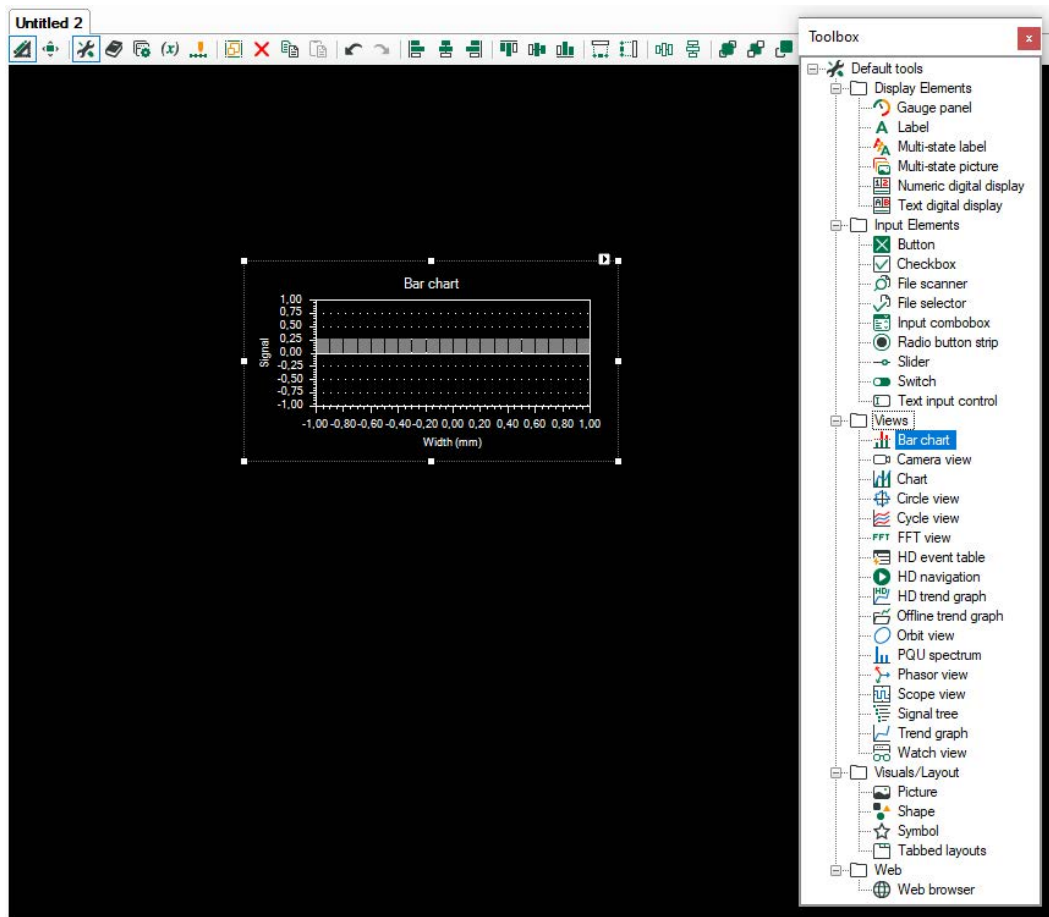 Untitled 2
(x)
Bar chart
1,00
0,75
0,50
0,25
0,00
-0,25
-0,50
-0,75
-1,00
Signal
-1,00 -0,80 -0,60 -0,40 -0,20 0,00 0,20 0,40 0,60 0,80 1,00
Width (mm)
Toolbox
x
Default tools
Display Elements
Gauge panel
A Label
Multi-state label
Multi-state picture
12 Numeric digital display
AB Text digital display
Input Elements
Button
Checkbox
File scanner
File selector
Input combobox
Radio button strip
Slider
Switch
Text input control
Views
Bar chart
Camera view
Chart
Circle view
Cycle view
FFT FFT view
HD event table
HD navigation
HD HD trend graph
Offline trend graph
Orbit view
PQU spectrum
Phasor view
Scope view
Signal tree
Trend graph
Watch view
Visuals/Layout
Picture
Shape
Symbol
Tabbed layouts
Web
Web browser